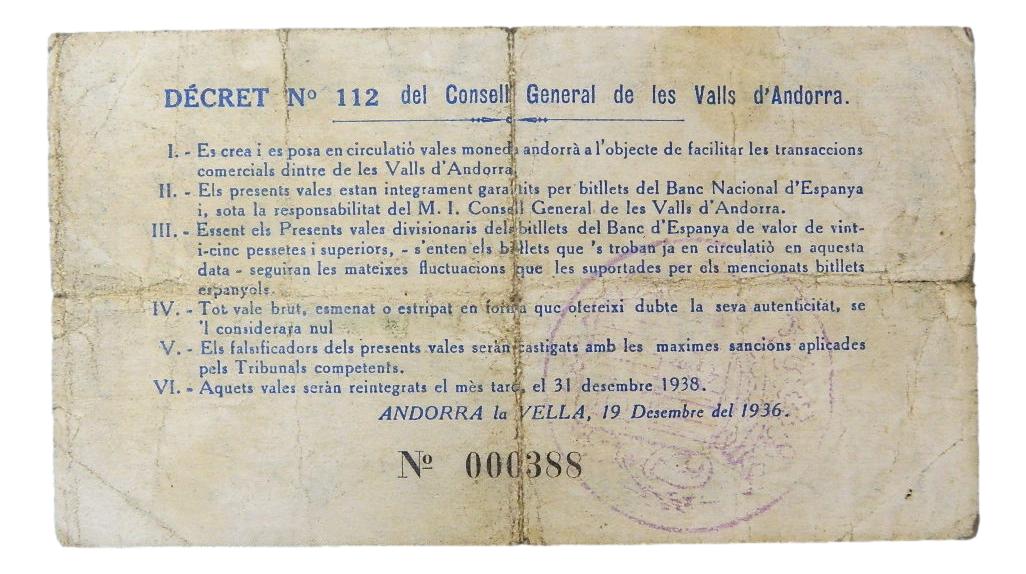 DÉCRET Nº 112 del Consell General de les Valls d'Andorra.
I. - Es crea i es posa en circulatiò vales moneda andorrà a l'objecte de facilitar les transaccions
comercials dintre de les Valls d'Andorra
II. - Els presents vales estan integrament garantits per bitllets del Banc Nacional d'Espanya
i, sota la responsabilitat del M. I. Consell General de les Valls d'Andorra.
III. - Essent els Presents vales divisionaris dels bitllets del Banc d'Espanya de valor de vint-
i-cinc pessetes i superiors, - s'enten els bitllets que 's troban ja en circulatiò en aquesta
data - seguiran les mateixes fluctuacions que les suportades per els mencionats bitllets
espanyols.
IV. - Tot vale brut, esmenat o estripat en forma que ofereixi dubte la seva autenticitat, se
'l considerara nul
V. - Els falsificadors dels presents vales seràn castigats amb les maximes sancions aplicades
pels Tribunals competents.
VI. - Aquets vales seràn reintegrats el mès tard, el 31 desembre 1938.
ANDORRA la VELLA, 19 Desembre del 1936.
Nº 000388